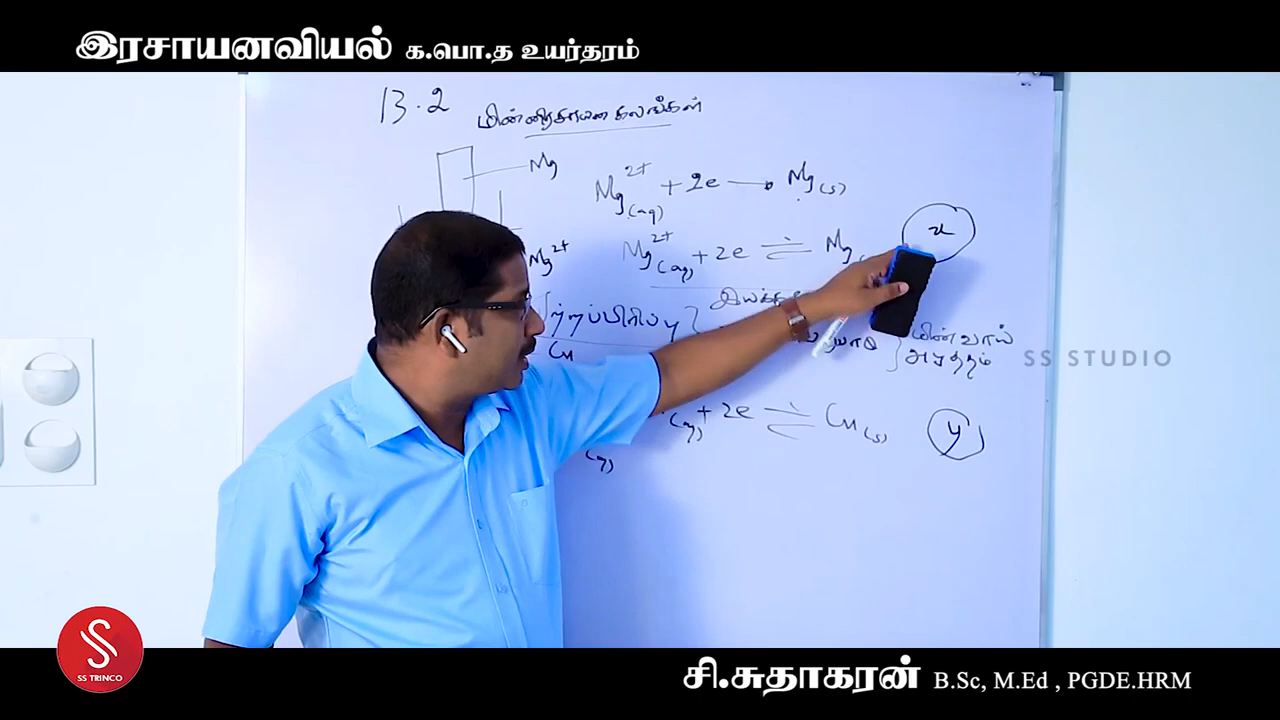 இரசாயனவியல் க.பொ.த உயர்தரம்
13.2 மின்னிரசாயன கலங்கள்
Mg
Mg²⁺(aq) + 2e → Mg(s)
x
Mg²⁺
Mg²⁺(aq) + 2e ⇌ Mg
மின்வாய்
அழுத்தம்
SS STUDIO
Cu
(aq) + 2e ⇌ Cu(s)
y
(aq)
SS TRINCO
சி.சுதாகரன் B.Sc, M.Ed , PGDE.HRM